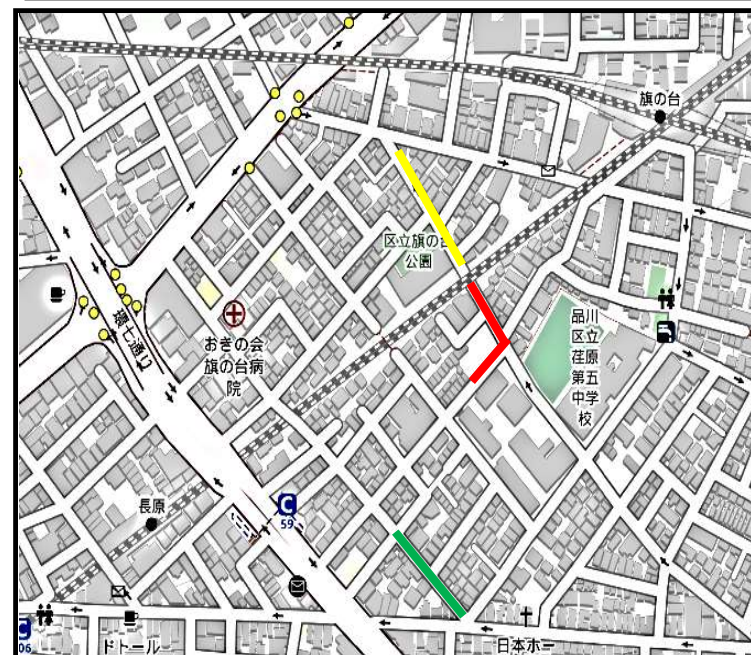 旗の台
区立旗の台
公園
品川
区立
荏原
第五
中学
校
おきの会
旗の台病
院
環七通り
C
59
長原
C
06
ドトール
日本ホー